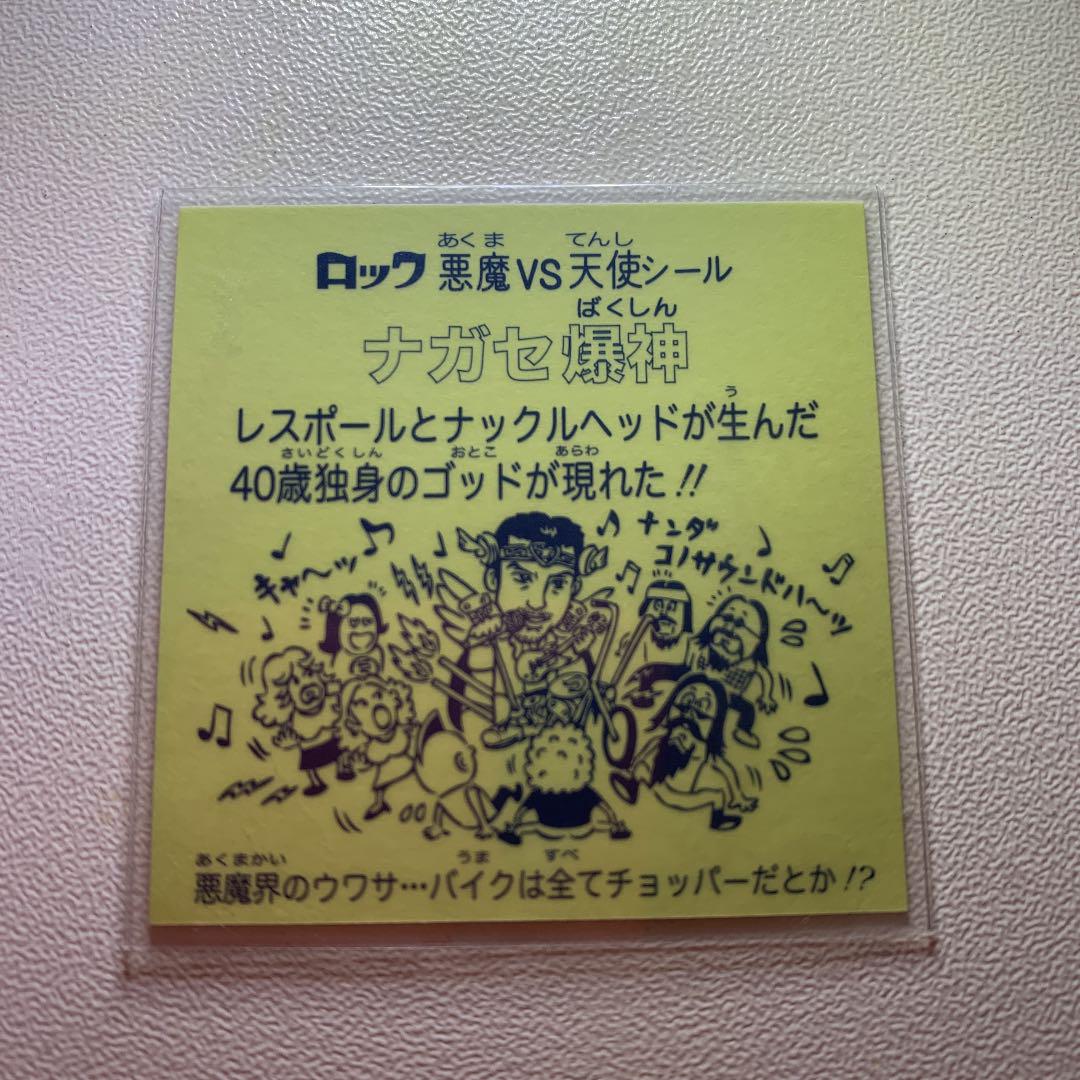 あくま てんし
ロック 悪魔VS天使シール
ばくしん
ナガセ爆神
う
レスポールとナックルヘッドが生んだ
さいどくしん おとこ あらわ
40歳独身のゴッドが現れた!!
キャ〜ッ
ナンダ
コノサウンドハ〜ッ
あくまかい うま すべ
悪魔界のウワサ…バイクは全てチョッパーだとか!?